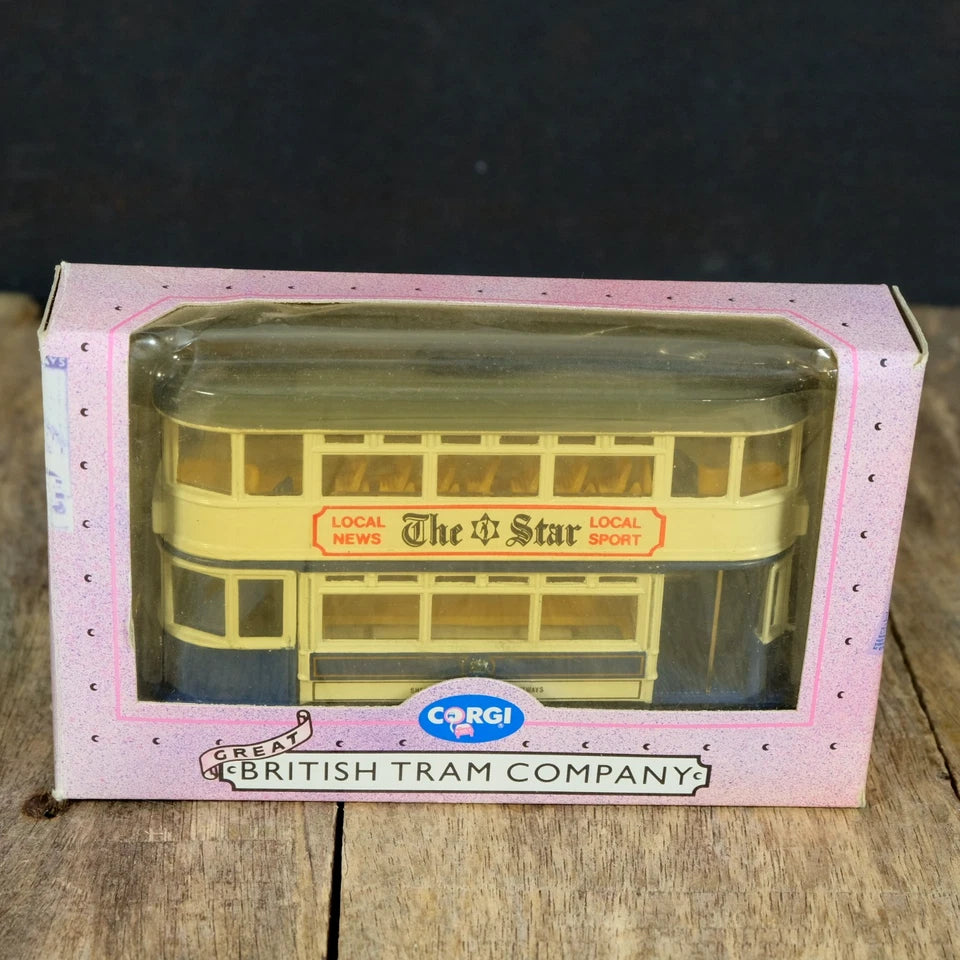 LOCAL
NEWS
The Star
LOCAL
SPORT
CORGI
GREAT
BRITISH TRAM COMPANY